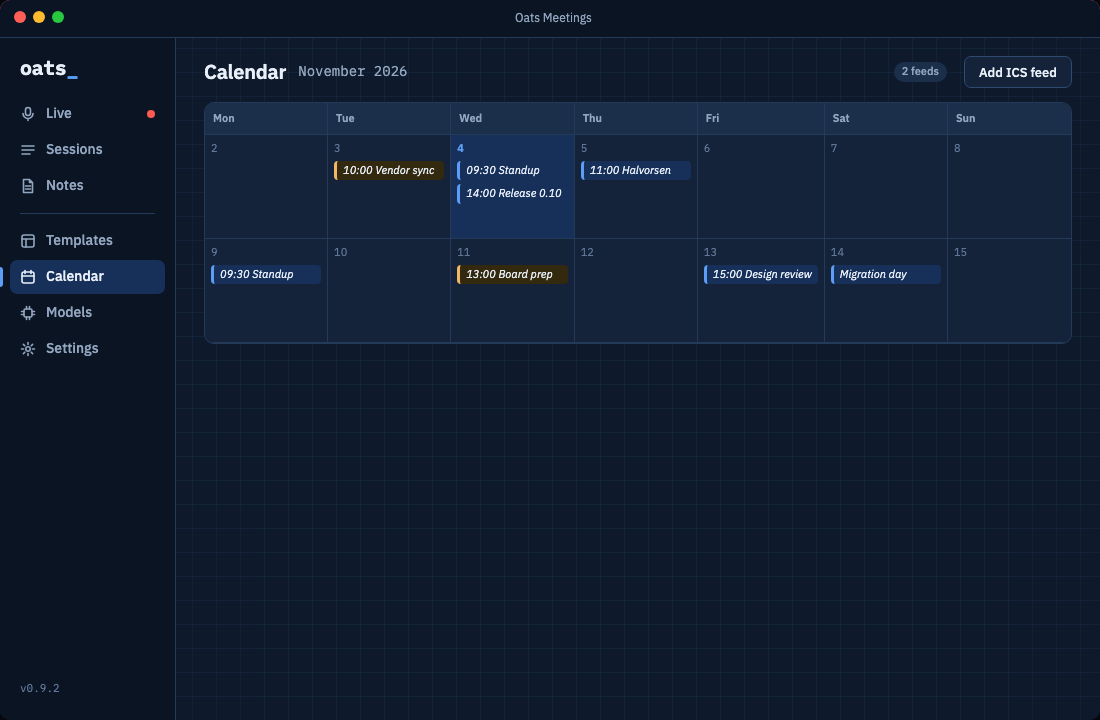 Oats Meetings
oats_
Live
Sessions
Notes
Templates
Calendar
Models
Settings
v0.9.2
Calendar November 2026
2 feeds
Add ICS feed
Mon Tue Wed Thu Fri Sat Sun
2 3 4 5 6 7 8
10:00 Vendor sync 09:30 Standup 11:00 Halvorsen
14:00 Release 0.10
9 10 11 12 13 14 15
09:30 Standup 13:00 Board prep 15:00 Design review Migration day